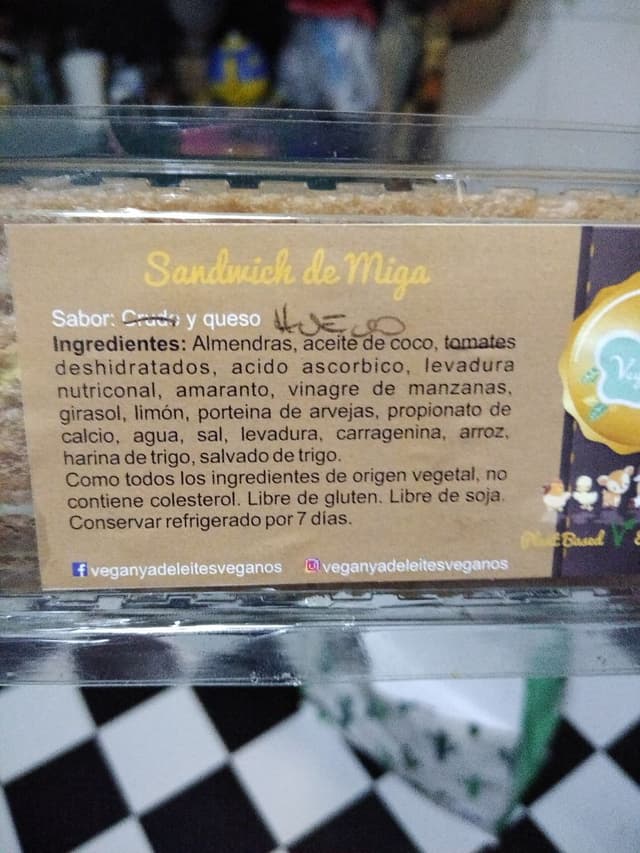 Sandwich de Miga
Sabor: Crudo y queso HUEVO
Ingredientes: Almendras, aceite de coco, tomates
deshidratados, acido ascorbico, levadura
nutriconal, amaranto, vinagre de manzanas,
girasol, limón, porteina de arvejas, propionato de
calcio, agua, sal, levadura, carragenina, arroz,
harina de trigo, salvado de trigo.
Como todos los ingredientes de origen vegetal, no
contiene colesterol. Libre de gluten. Libre de soja.
Conservar refrigerado por 7 días.
veganyadeleitesveganos veganyadeleitesveganos
Plant Based